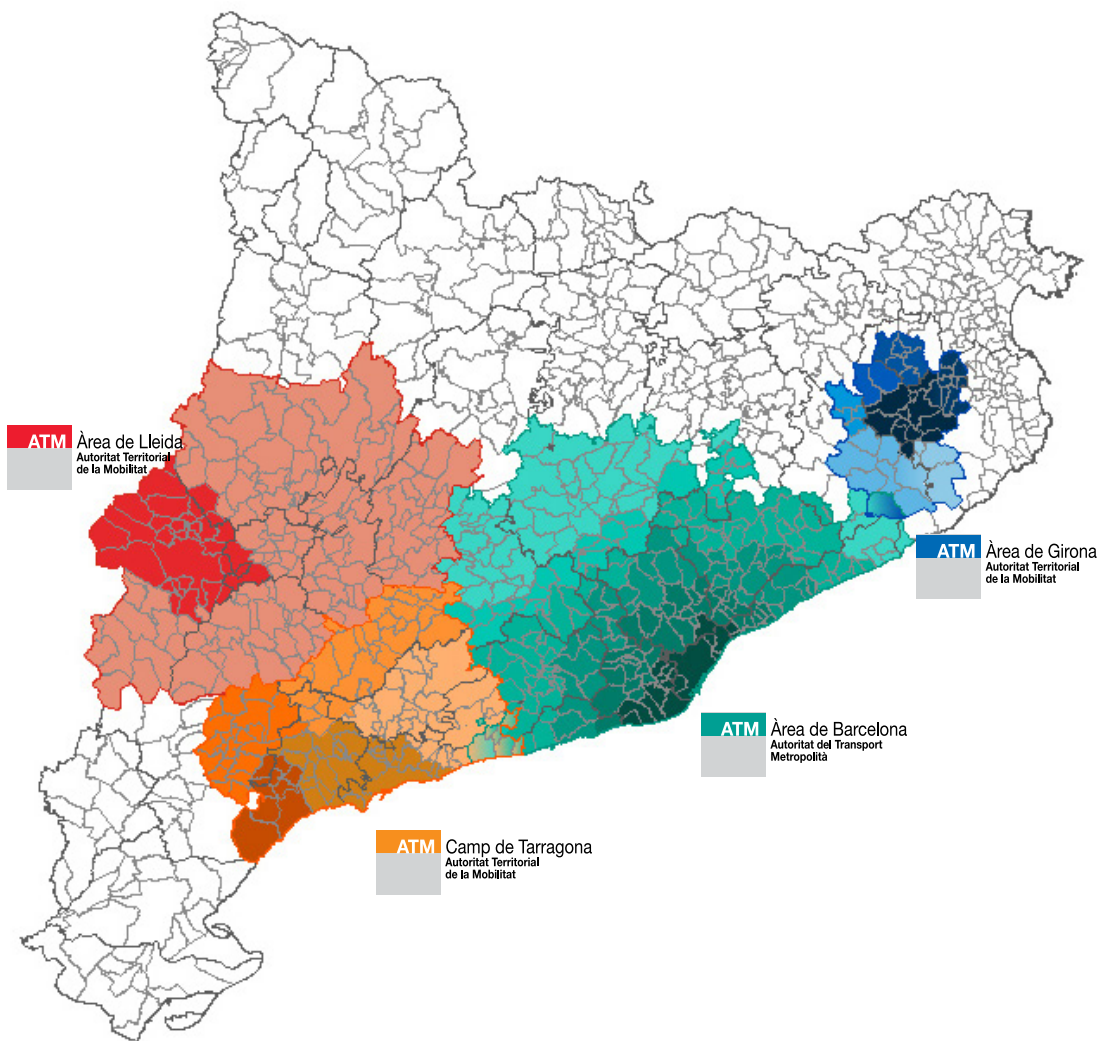 ATM Àrea de Lleida
Autoritat Territorial
de la Mobilitat
ATM Àrea de Girona
Autoritat Territorial
de la Mobilitat
ATM Àrea de Barcelona
Autoritat del Transport
Metropolità
ATM Camp de Tarragona
Autoritat Territorial
de la Mobilitat